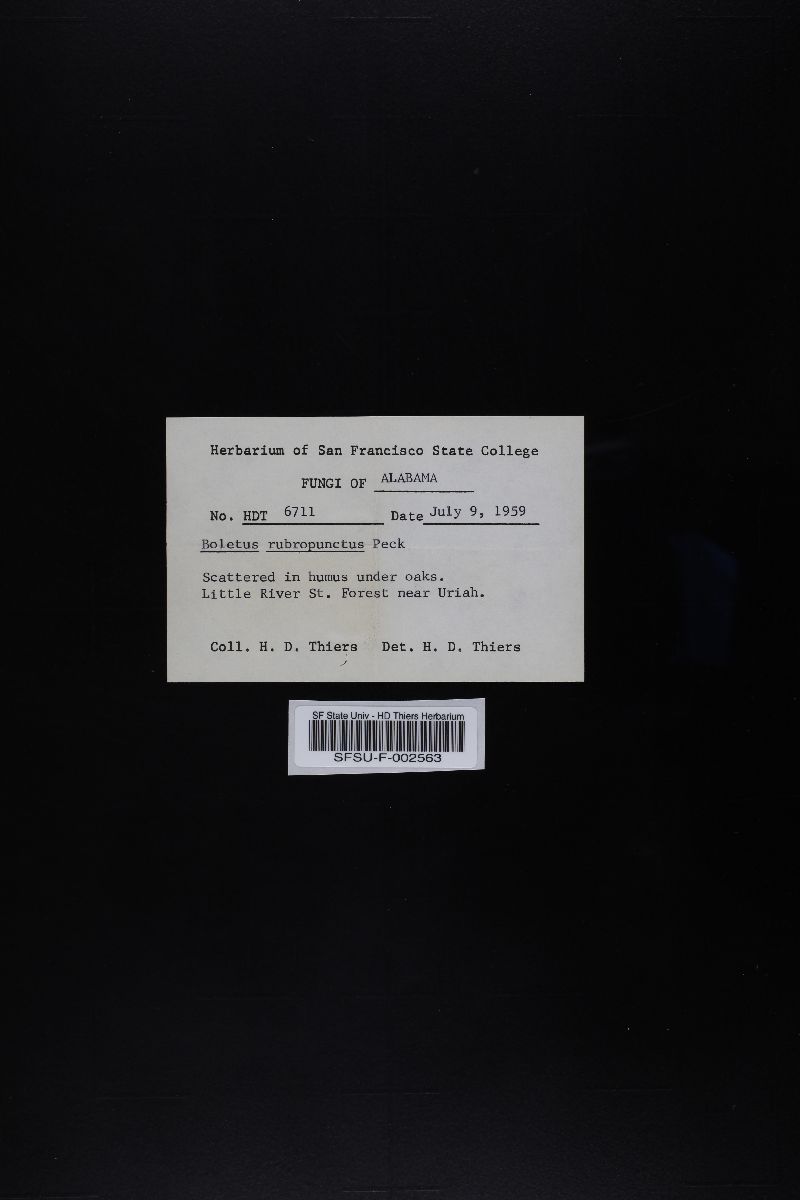 Herbarium of San Francisco State College
FUNGI OF ALABAMA
No. HDT 6711 Date July 9, 1959
Boletus rubropunctus Peck
Scattered in humus under oaks.
Little River St. Forest near Uriah.
Coll. H. D. Thiers Det. H. D. Thiers
SF State Univ - HD Thiers Herbarium
SFSU-F-002563